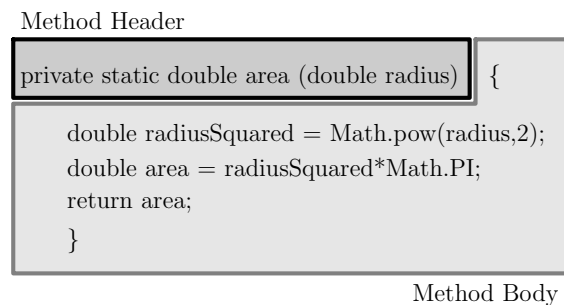 Method Header
private static double area (double radius) {
double radiusSquared = Math.pow(radius,2);
double area = radiusSquared*Math.PI;
return area;
}
Method Body